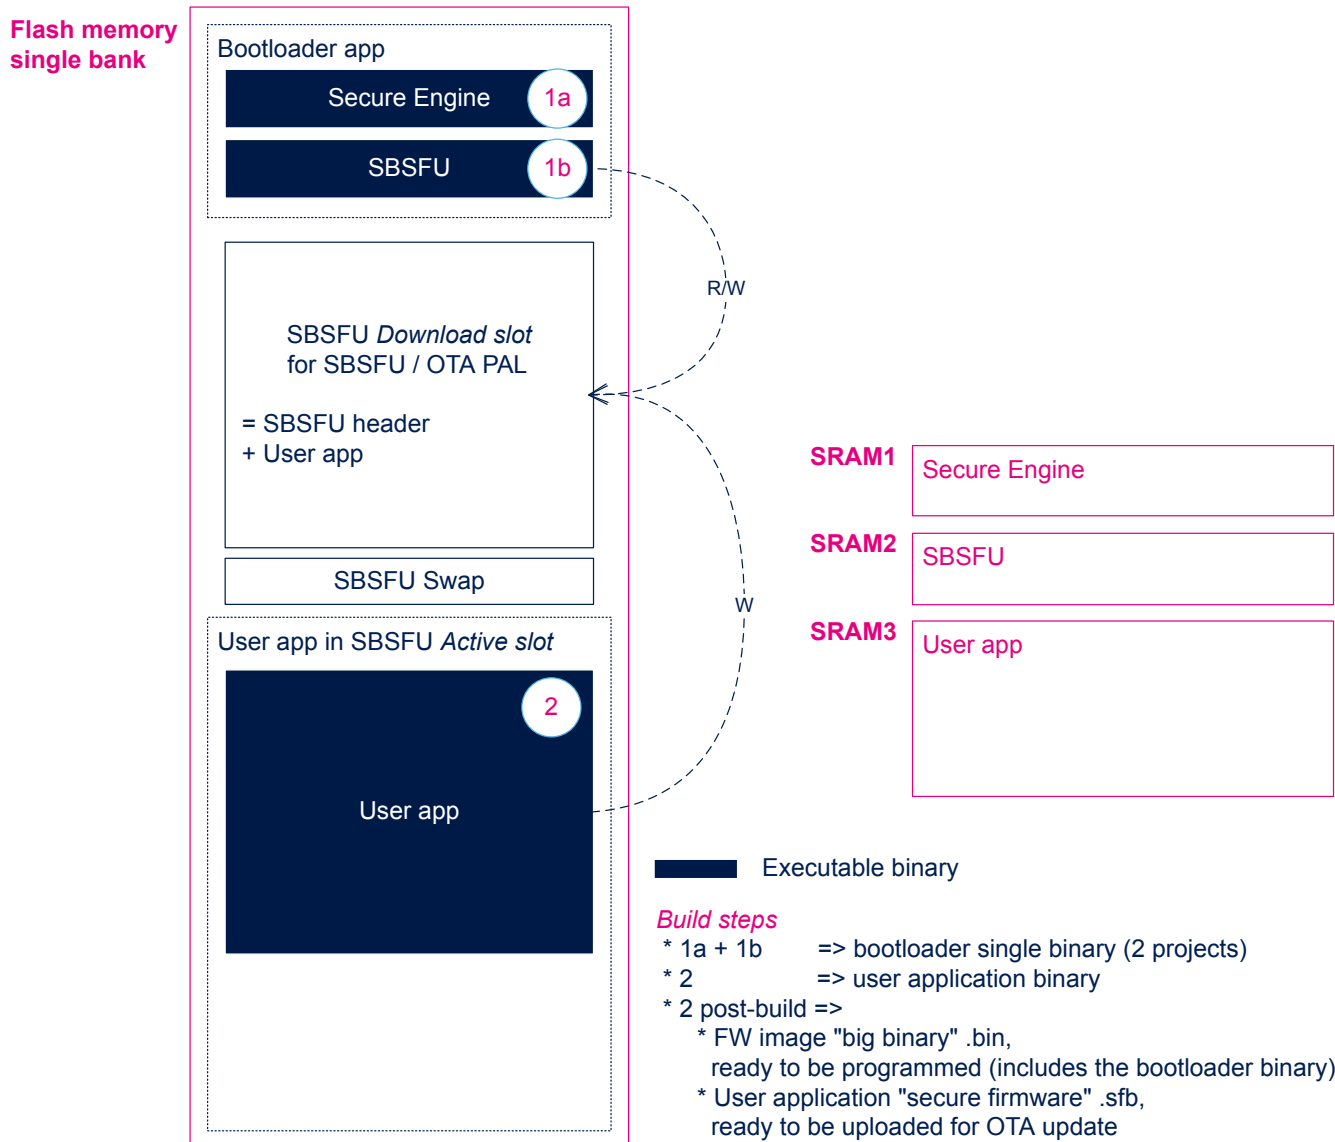 Flash memory
single bank
Bootloader app
Secure Engine
1a
SBSFU
1b
R/W
SBSFU Download slot
for SBSFU / OTA PAL
= SBSFU header
+ User app
SBSFU Swap
W
User app in SBSFU Active slot
2
User app
SRAM1
Secure Engine
SRAM2
SBSFU
SRAM3
User app
Executable binary
Build steps
* 1a + 1b => bootloader single binary (2 projects)
* 2 => user application binary
* 2 post-build =>
* FW image "big binary" .bin,
ready to be programmed (includes the bootloader binary)
* User application "secure firmware" .sfb,
ready to be uploaded for OTA update